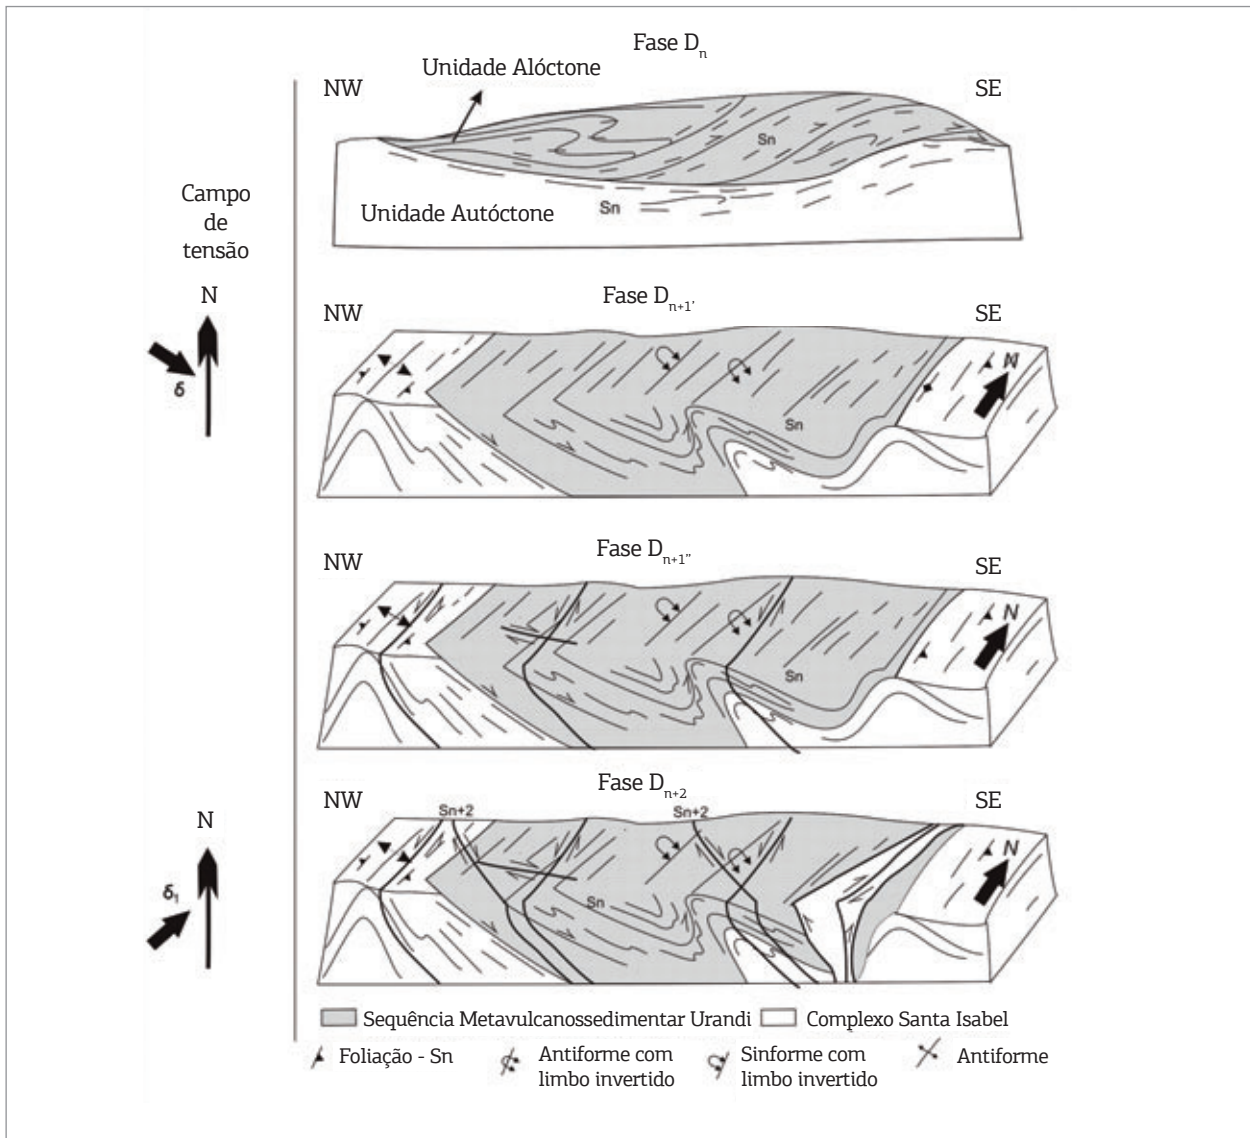 Fase Dn
Unidade Alóctone
NW
SE
Sn
Unidade Autóctone
Sn
Campo
de
tensão
N
δ
Fase Dn+1'
NW
SE
N
Sn
Fase Dn+1"
NW
SE
N
Sn
Fase Dn+2
NW
SE
N
δ1
Sn+2
Sn+2
N
Sn
Sequência Metavulcanossedimentar Urandi
Complexo Santa Isabel
Foliação - Sn
Antiforme com
limbo invertido
Sinforme com
limbo invertido
Antiforme